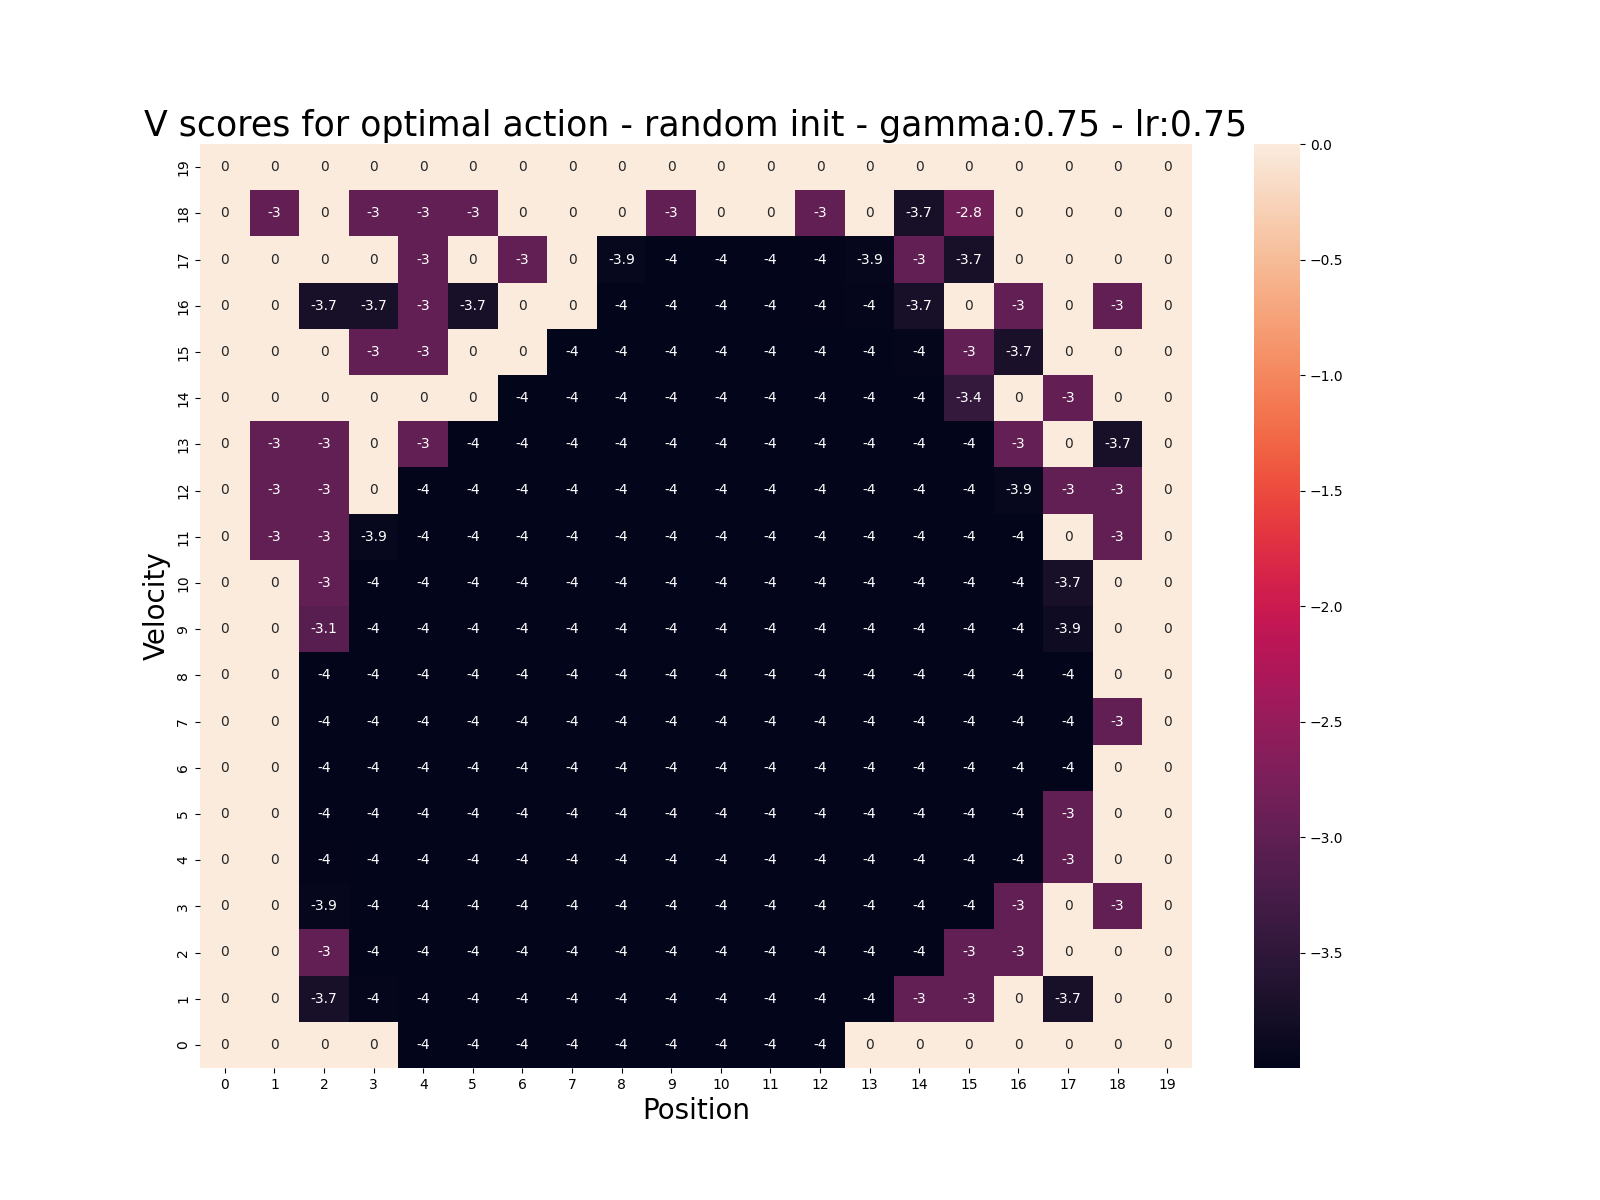 V scores for optimal action - random init - gamma:0.75 - lr:0.75
19 0 0 0 0 0 0 0 0 0 0 0 0 0 0 0 0 0 0 0 0
18 0 -3 0 -3 -3 -3 0 0 0 -3 0 0 -3 0 -3.7 -2.8 0 0 0 0
17 0 0 0 0 -3 0 -3 0 -3.9 -4 -4 -4 -4 -3.9 -3 -3.7 0 0 0 0
16 0 0 -3.7 -3.7 -3 -3.7 0 0 -4 -4 -4 -4 -4 -4 -3.7 0 -3 0 -3 0
15 0 0 0 -3 -3 0 0 -4 -4 -4 -4 -4 -4 -4 -4 -3 -3.7 0 0 0
14 0 0 0 0 0 0 -4 -4 -4 -4 -4 -4 -4 -4 -4 -3.4 0 -3 0 0
13 0 -3 -3 0 -3 -4 -4 -4 -4 -4 -4 -4 -4 -4 -4 -4 -3 0 -3.7 0
12 0 -3 -3 0 -4 -4 -4 -4 -4 -4 -4 -4 -4 -4 -4 -4 -3.9 -3 -3 0
11 0 -3 -3 -3.9 -4 -4 -4 -4 -4 -4 -4 -4 -4 -4 -4 -4 -4 0 -3 0
10 0 0 -3 -4 -4 -4 -4 -4 -4 -4 -4 -4 -4 -4 -4 -4 -4 -3.7 0 0
9 0 0 -3.1 -4 -4 -4 -4 -4 -4 -4 -4 -4 -4 -4 -4 -4 -4 -3.9 0 0
8 0 0 -4 -4 -4 -4 -4 -4 -4 -4 -4 -4 -4 -4 -4 -4 -4 -4 0 0
7 0 0 -4 -4 -4 -4 -4 -4 -4 -4 -4 -4 -4 -4 -4 -4 -4 -4 -3 0
6 0 0 -4 -4 -4 -4 -4 -4 -4 -4 -4 -4 -4 -4 -4 -4 -4 -4 0 0
5 0 0 -4 -4 -4 -4 -4 -4 -4 -4 -4 -4 -4 -4 -4 -4 -4 -3 0 0
4 0 0 -4 -4 -4 -4 -4 -4 -4 -4 -4 -4 -4 -4 -4 -4 -4 -3 0 0
3 0 0 -3.9 -4 -4 -4 -4 -4 -4 -4 -4 -4 -4 -4 -4 -4 -3 0 -3 0
2 0 0 -3 -4 -4 -4 -4 -4 -4 -4 -4 -4 -4 -4 -4 -3 -3 0 0 0
1 0 0 -3.7 -4 -4 -4 -4 -4 -4 -4 -4 -4 -4 -4 -3 -3 0 -3.7 0 0
0 0 0 0 0 -4 -4 -4 -4 -4 -4 -4 -4 -4 0 0 0 0 0 0 0
0 1 2 3 4 5 6 7 8 9 10 11 12 13 14 15 16 17 18 19
Position
Velocity
0.0
−0.5
−1.0
−1.5
−2.0
−2.5
−3.0
−3.5